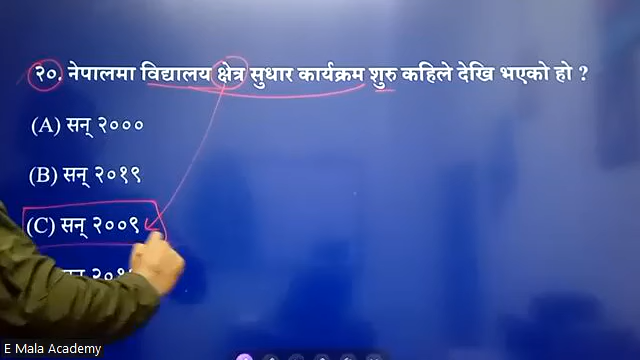 २०. नेपालमा विद्यालय क्षेत्र सुधार कार्यक्रम शुरु कहिले देखि भएको हो ?
(A) सन् २०००
(B) सन् २०१९
(C) सन् २००९
E Mala Academy